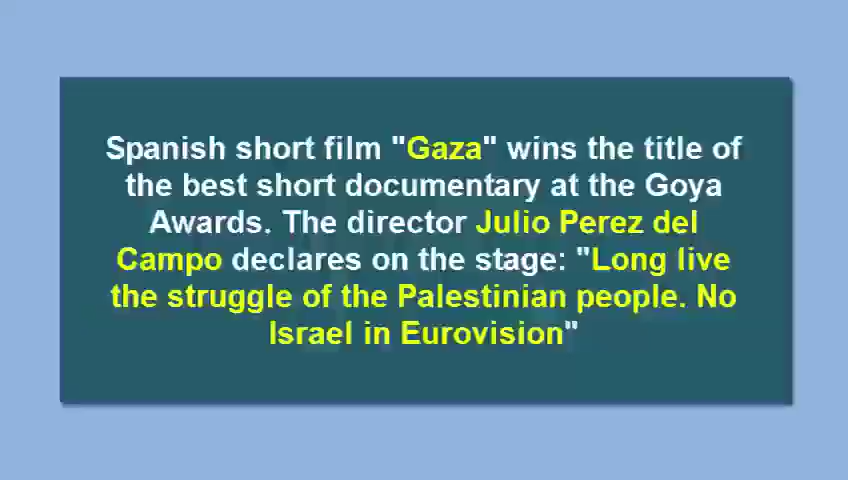 Spanish short film "Gaza" wins the title of
the best short documentary at the Goya
Awards. The director Julio Perez del
Campo declares on the stage: "Long live
the struggle of the Palestinian people. No
Israel in Eurovision"